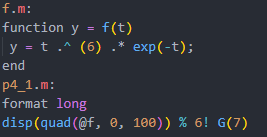 f.m:
function y = f(t)
 y = t .^ (6) .* exp(-t);
end
p4_1.m:
format long
disp(quad(@f, 0, 100)) % 6! G(7)